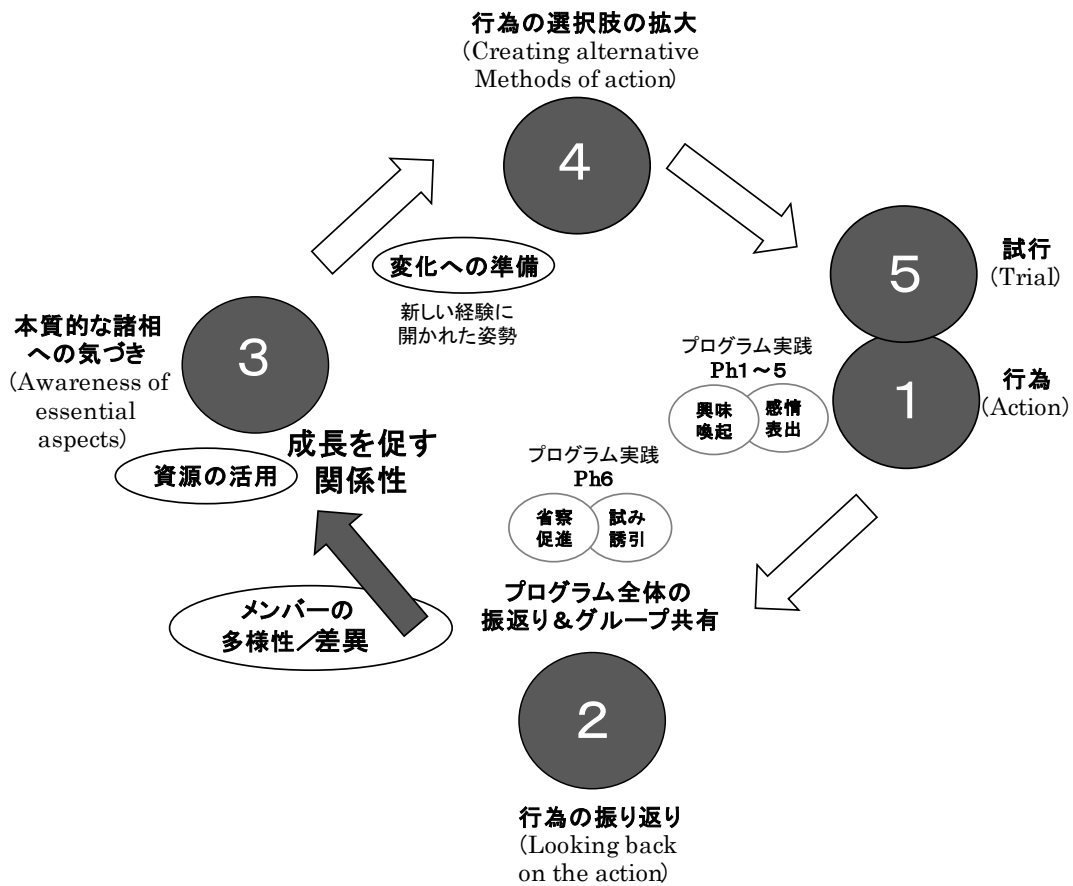 行為の選択肢の拡大
(Creating alternative
Methods of action)
4
5
試行
(Trial)
変化への準備
新しい経験に
開かれた姿勢
本質的な諸相
への気づき
(Awareness of
essential
aspects)
3
プログラム実践
Ph1~5
興味
喚起
感情
表出
1
行為
(Action)
成長を促す
関係性
資源の活用
プログラム実践
Ph6
省察
促進
試み
誘引
メンバーの
多様性/差異
プログラム全体の
振返り&グループ共有
2
行為の振り返り
(Looking back
on the action)